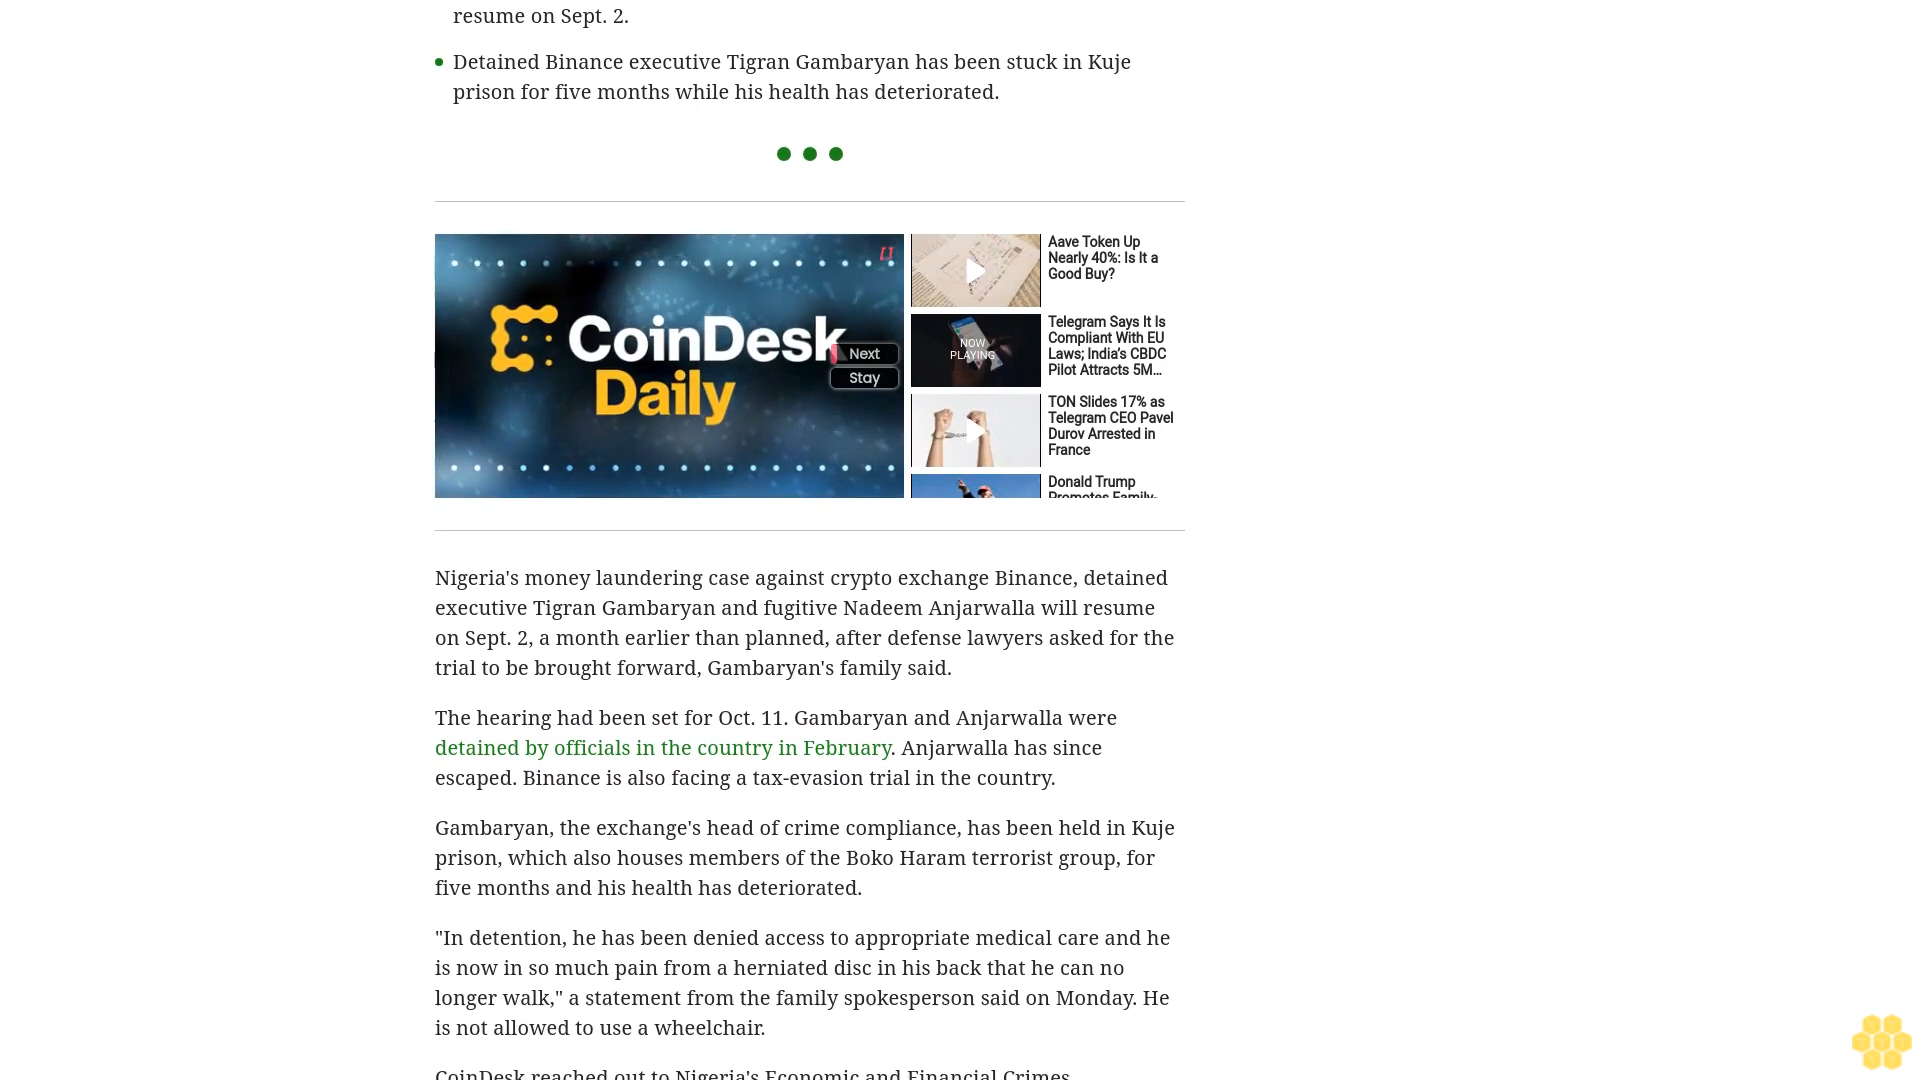 resume on Sept. 2.
Detained Binance executive Tigran Gambaryan has been stuck in Kuje
prison for five months while his health has deteriorated.
CoinDesk
Daily
Next
Stay
Aave Token Up
Nearly 40%: Is It a
Good Buy?
NOW
PLAYING
Telegram Says It Is
Compliant With EU
Laws; India’s CBDC
Pilot Attracts 5M...
TON Slides 17% as
Telegram CEO Pavel
Durov Arrested in
France
Donald Trump
Promotes Family-
Nigeria's money laundering case against crypto exchange Binance, detained
executive Tigran Gambaryan and fugitive Nadeem Anjarwalla will resume
on Sept. 2, a month earlier than planned, after defense lawyers asked for the
trial to be brought forward, Gambaryan's family said.
The hearing had been set for Oct. 11. Gambaryan and Anjarwalla were
detained by officials in the country in February. Anjarwalla has since
escaped. Binance is also facing a tax-evasion trial in the country.
Gambaryan, the exchange's head of crime compliance, has been held in Kuje
prison, which also houses members of the Boko Haram terrorist group, for
five months and his health has deteriorated.
"In detention, he has been denied access to appropriate medical care and he
is now in so much pain from a herniated disc in his back that he can no
longer walk," a statement from the family spokesperson said on Monday. He
is not allowed to use a wheelchair.
CoinDesk reached out to Nigeria's Economic and Financial Crimes